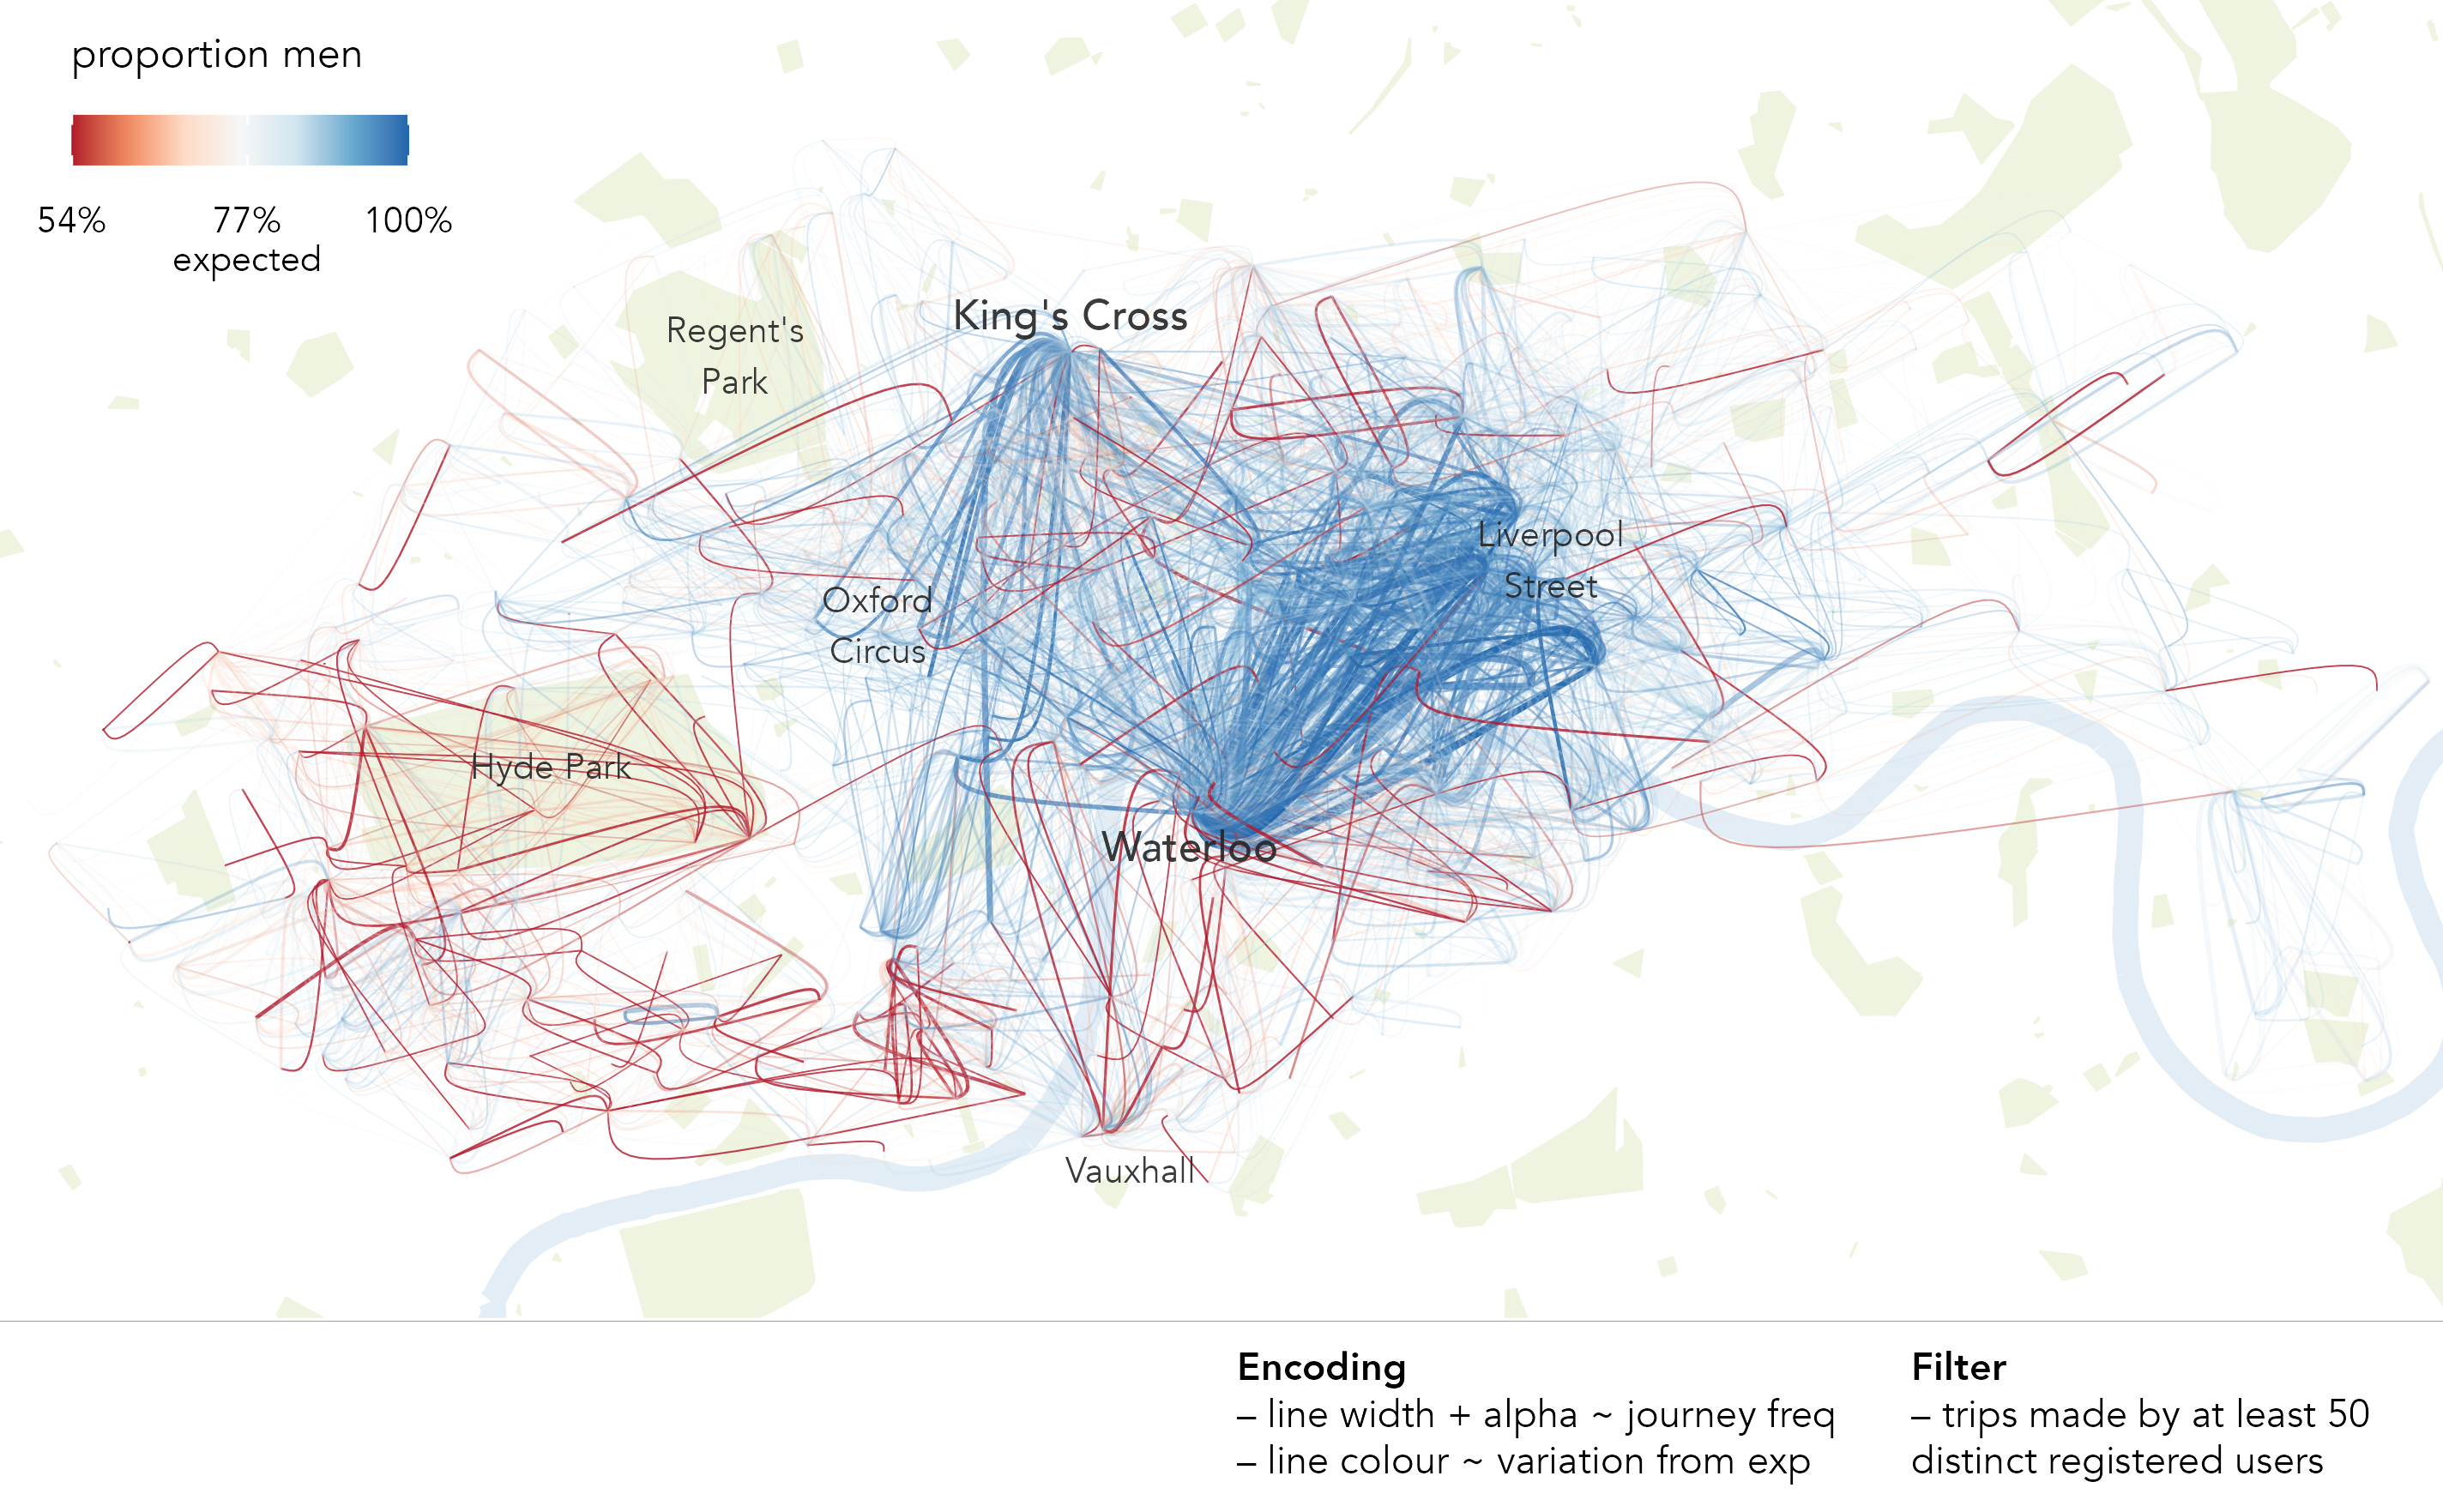 proportion men
54%
77%
100%
expected
King's Cross
Regent's
Park
Liverpool
Street
Oxford
Circus
Hyde Park
Waterloo
Vauxhall
Encoding
– line width + alpha ~ journey freq
– line colour ~ variation from exp
Filter
– trips made by at least 50
distinct registered users